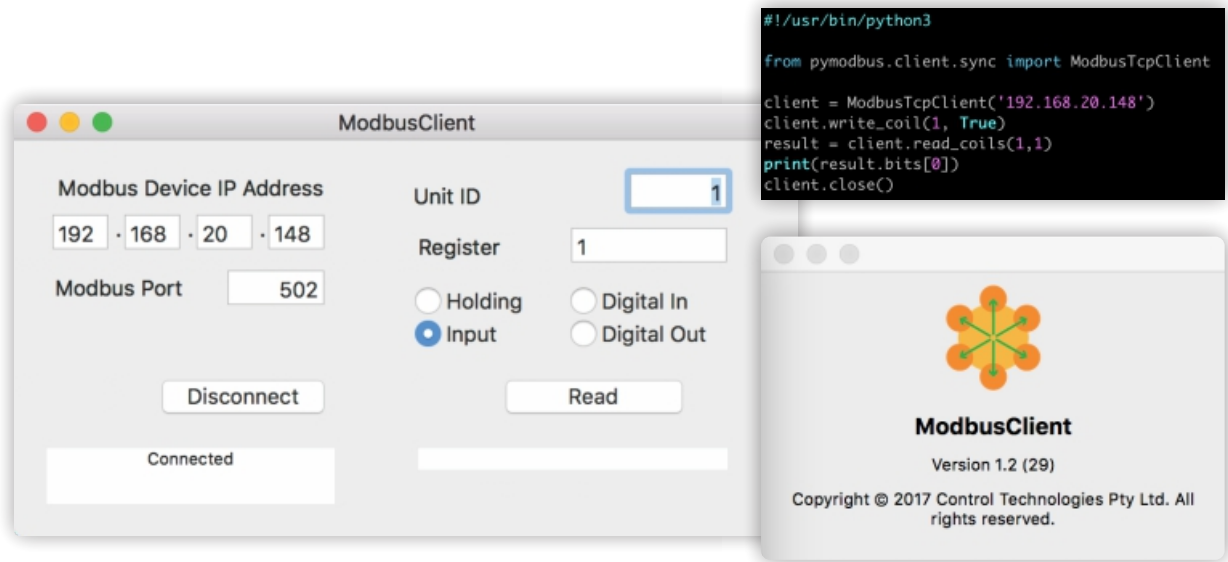 ModbusClient
Modbus Device IP Address
192 . 168 . 20 . 148
Modbus Port 502
Disconnect
Connected
Unit ID 1
Register 1
Holding Digital In
Input Digital Out
Read
#!/usr/bin/python3
from pymodbus.client.sync import ModbusTcpClient
client = ModbusTcpClient('192.168.20.148')
client.write_coil(1, True)
result = client.read_coils(1,1)
print(result.bits[0])
client.close()
ModbusClient
Version 1.2 (29)
Copyright © 2017 Control Technologies Pty Ltd. All
rights reserved.